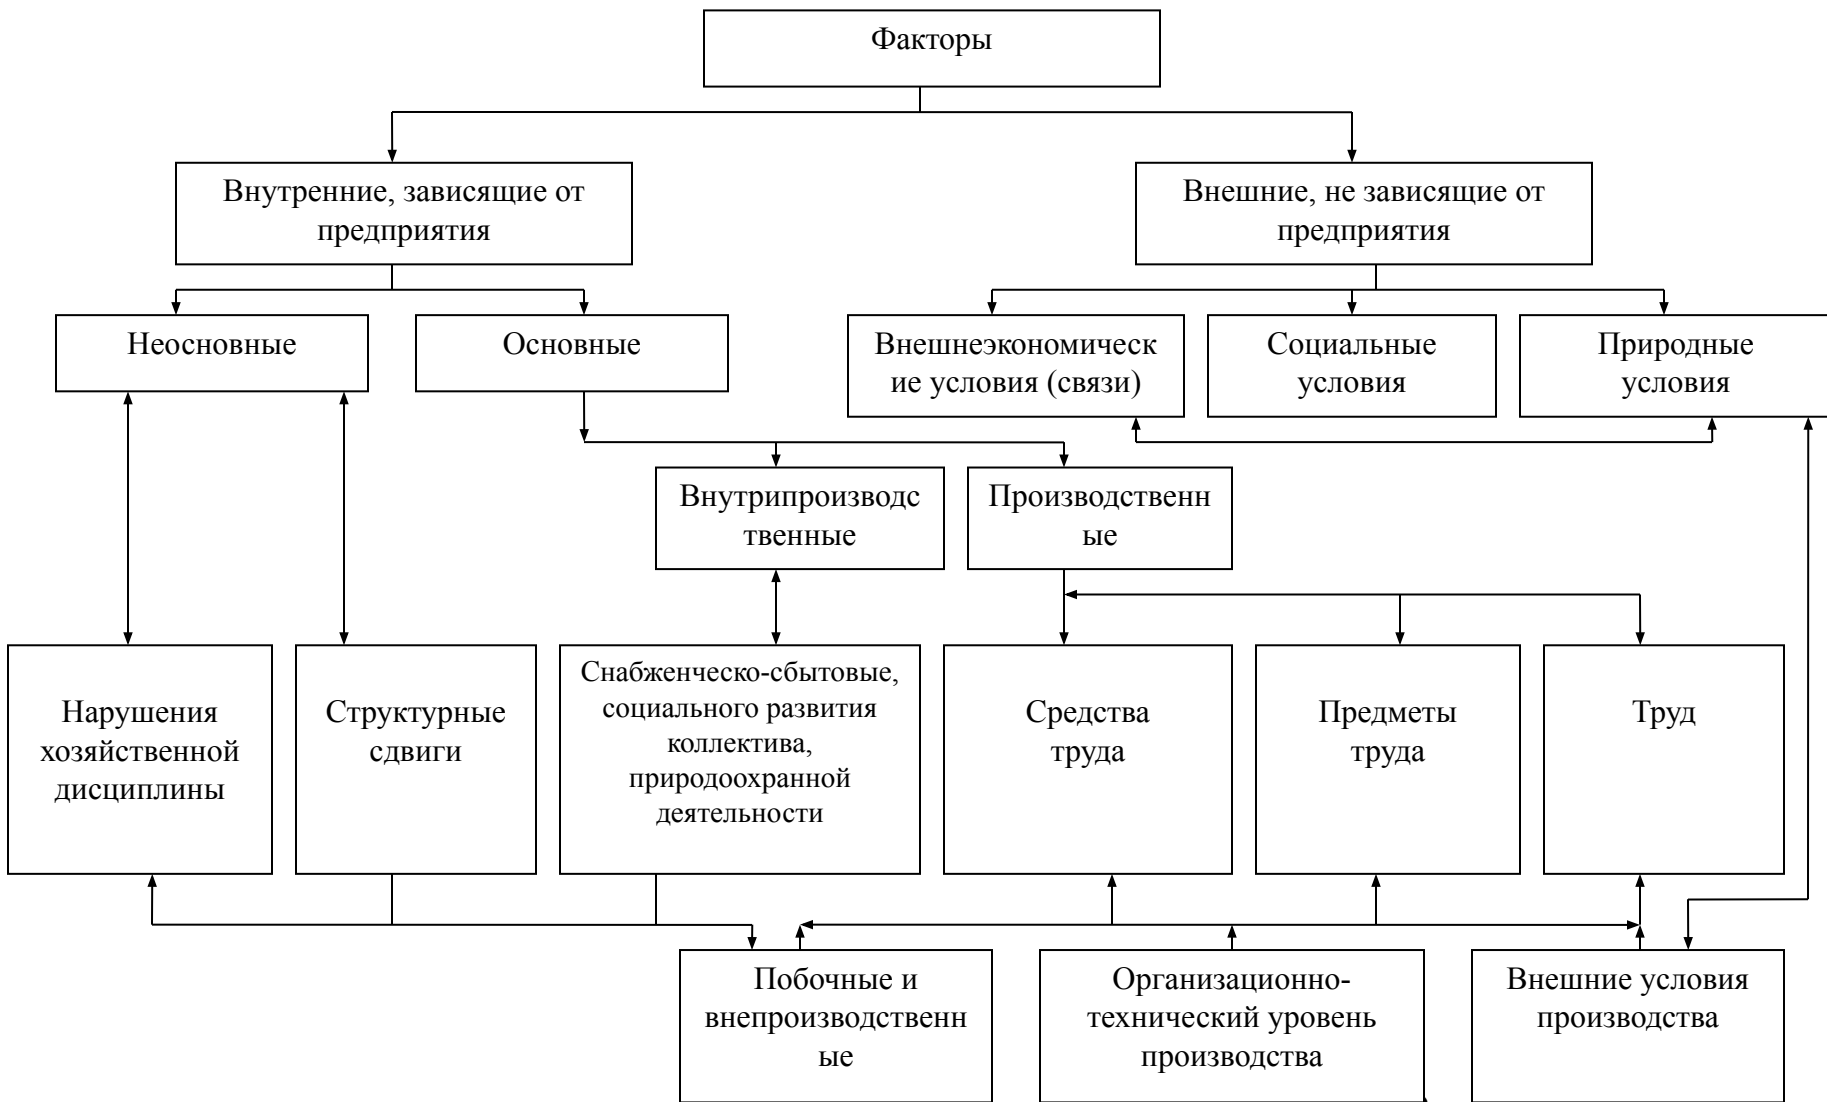 Факторы
Внутренние, зависящие от
предприятия
Внешние, не зависящие от
предприятия
Неосновные
Основные
Внешнеэкономическ
ие условия (связи)
Социальные
условия
Природные
условия
Внутрипроизводс
твенные
Производственн
ые
Нарушения
хозяйственной
дисциплины
Структурные
сдвиги
Снабженческо-сбытовые,
социального развития
коллектива,
природоохранной
деятельности
Средства
труда
Предметы
труда
Труд
Побочные и
внепроизводственн
ые
Организационно-
технический уровень
производства
Внешние условия
производства